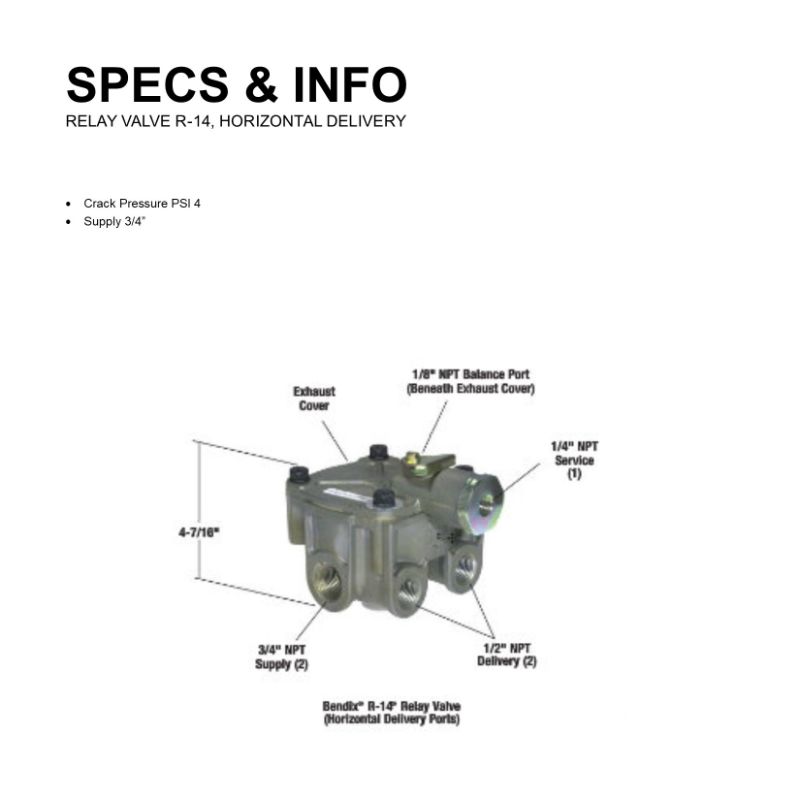 SPECS & INFO
RELAY VALVE R-14, HORIZONTAL DELIVERY
• Crack Pressure PSI 4
• Supply 3/4”
1/8" NPT Balance Port
(Beneath Exhaust Cover)
Exhaust
Cover
1/4" NPT
Service
(1)
4-7/16"
3/4" NPT
Supply (2)
1/2" NPT
Delivery (2)
Bendix® R-14® Relay Valve
(Horizontal Delivery Ports)